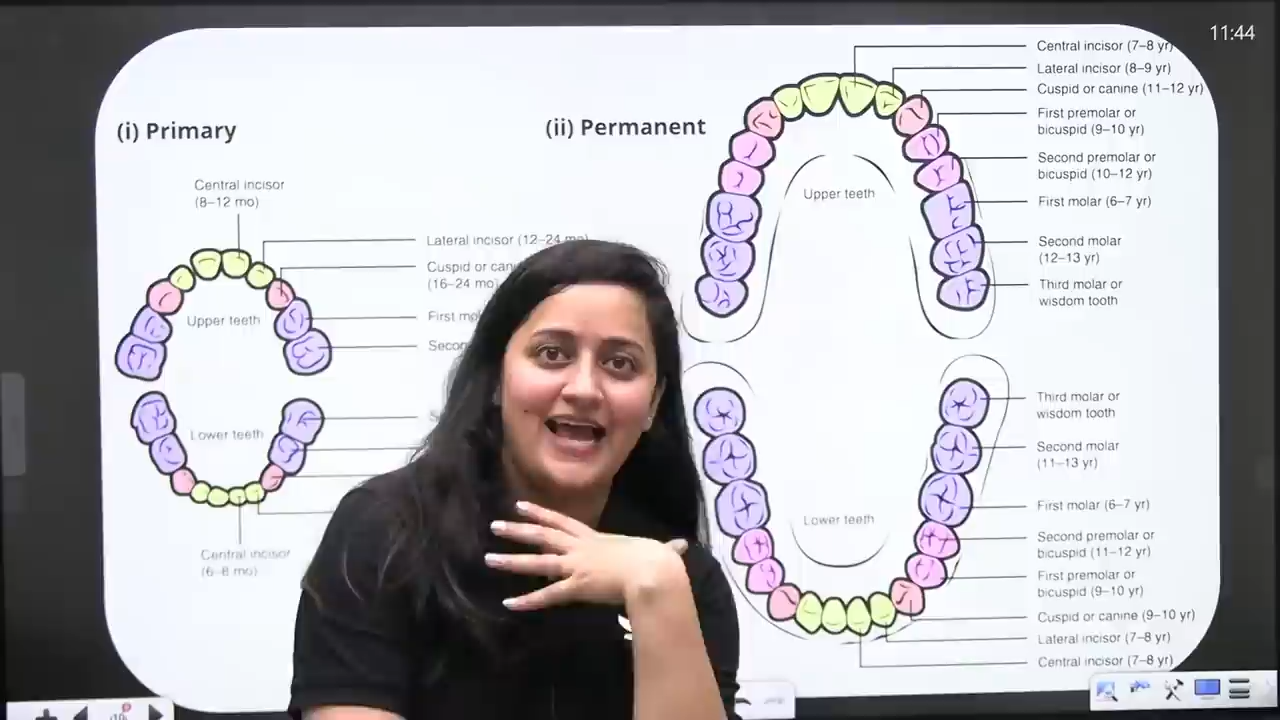 11:44
(i) Primary
Central incisor
(8–12 mo)
Lateral incisor (12–24 mo)
Cuspid or
(16–24 mo)
First
Upper teeth
Lower teeth
Central incisor
(6–8 mo)
(ii) Permanent
Central incisor (7–8 yr)
Lateral incisor (8–9 yr)
Cuspid or canine (11–12 yr)
First premolar or
bicuspid (9–10 yr)
Second premolar or
bicuspid (10–12 yr)
First molar (6–7 yr)
Second molar
(12–13 yr)
Third molar or
wisdom tooth
Upper teeth
Third molar or
wisdom tooth
Second molar
(11–13 yr)
First molar (6–7 yr)
Second premolar or
bicuspid (11–12 yr)
First premolar or
bicuspid (9–10 yr)
Cuspid or canine (9–10 yr)
Lateral incisor (7–8 yr)
Central incisor (7–8 yr)
Lower teeth